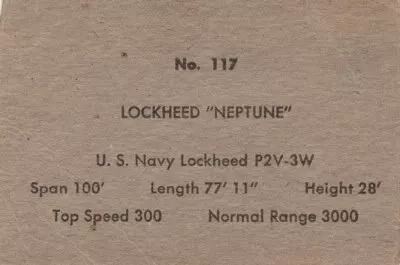 No. 117
LOCKHEED "NEPTUNE"
U. S. Navy Lockheed P2V-3W
Span 100' Length 77' 11" Height 28'
Top Speed 300 Normal Range 3000